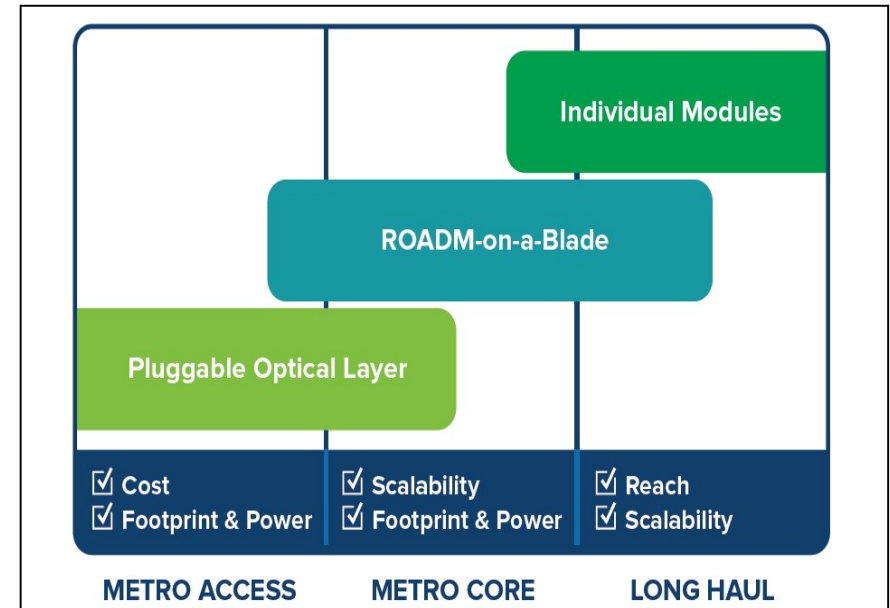 Individual Modules
ROADM-on-a-Blade
Pluggable Optical Layer
Cost
Footprint & Power
Scalability
Footprint & Power
Reach
Scalability
METRO ACCESS
METRO CORE
LONG HAUL